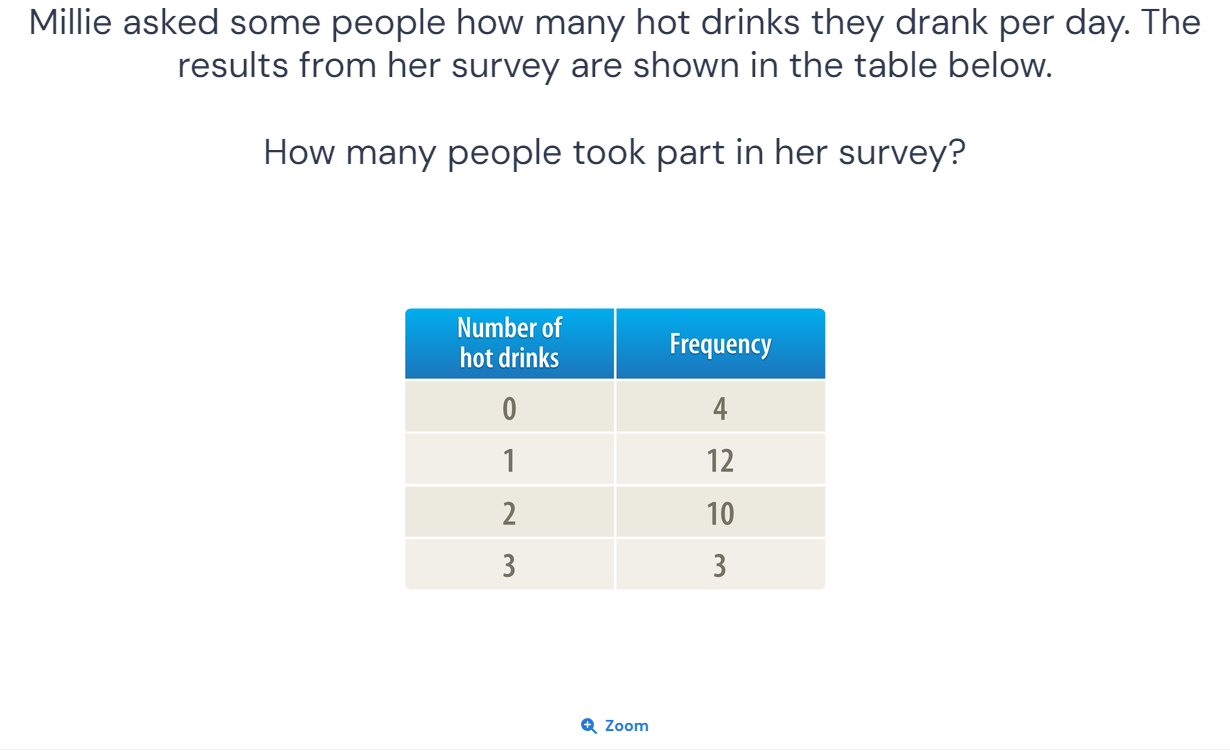 Millie asked some people how many hot drinks they drank per day. The
results from her survey are shown in the table below.
How many people took part in her survey?
Number of
hot drinks
Frequency
0 4
1 12
2 10
3 3
Zoom